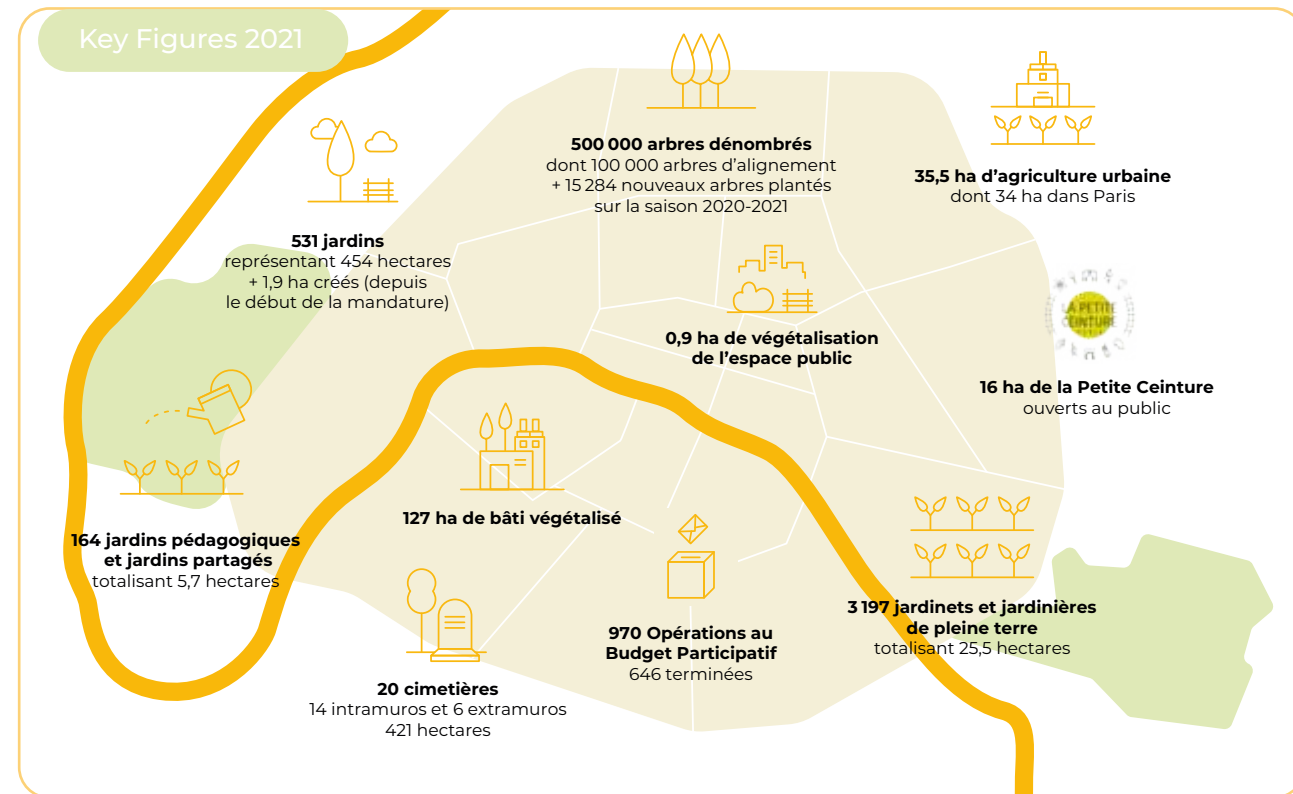 Key Figures 2021
500 000 arbres dénombrés
dont 100 000 arbres d'alignement
+ 15 284 nouveaux arbres plantés
sur la saison 2020-2021
35,5 ha d'agriculture urbaine
dont 34 ha dans Paris
531 jardins
représentant 454 hectares
+ 1,9 ha créés (depuis
le début de la mandature)
0,9 ha de végétalisation
de l'espace public
LA PETITE
CEINTURE
16 ha de la Petite Ceinture
ouverts au public
127 ha de bâti végétalisé
164 jardins pédagogiques
et jardins partagés
totalisant 5,7 hectares
3 197 jardinets et jardinières
de pleine terre
totalisant 25,5 hectares
970 Opérations au
Budget Participatif
646 terminées
20 cimetières
14 intramuros et 6 extramuros
421 hectares